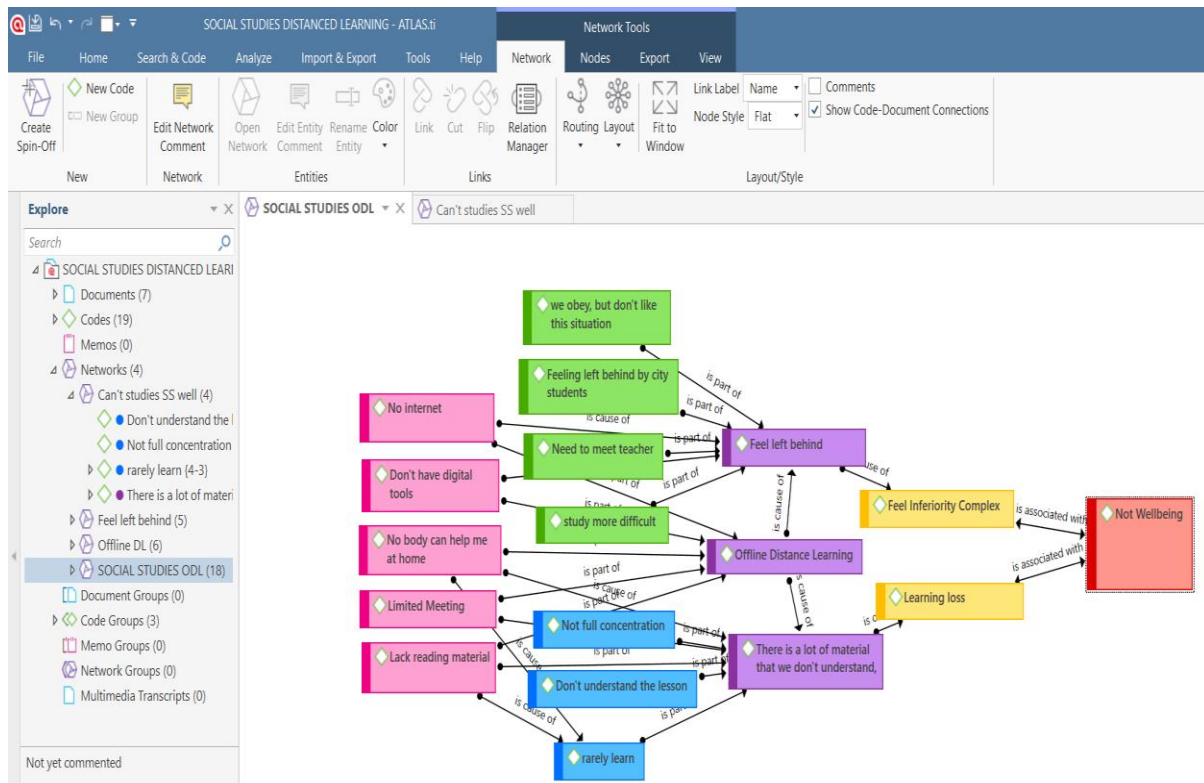 SOCIAL STUDIES DISTANCED LEARNING - ATLAS.ti
Network Tools
File Home Search & Code Analyze Import & Export Tools Help Network Nodes Export View
Create Spin-Off
New Code
New Group
New
Edit Network Comment
Network
Open Network
Edit Entity Comment
Rename Entity
Color
Entities
Link Cut Flip
Relation Manager
Links
Routing Layout
Fit to Window
Link Label Name
Node Style Flat
Comments
Show Code-Document Connections
Layout/Style
Explore
Search
SOCIAL STUDIES DISTANCED LEARI
Documents (7)
Codes (19)
Memos (0)
Networks (4)
Can't studies SS well (4)
Don't understand the l
Not full concentration
rarely learn (4-3)
There is a lot of materi
Feel left behind (5)
Offline DL (6)
SOCIAL STUDIES ODL (18)
Document Groups (0)
Code Groups (3)
Memo Groups (0)
Network Groups (0)
Multimedia Transcripts (0)
Not yet commented
SOCIAL STUDIES ODL
Can't studies SS well
we obey, but don't like
this situation
is part of
Feeling left behind by city
students
is part of
No internet
is cause of
Need to meet teacher
is part of
Feel left behind
Don't have digital
tools
is part of
is cause of
study more difficult
Feel Inferiority Complex
is associated with
Not Wellbeing
No body can help me
at home
Offline Distance Learning
is part of
is cause of
is part of
is associated with
Limited Meeting
Learning loss
is cause of
Not full concentration
is part of
Lack reading material
is cause of
is part of
is part of
There is a lot of material
that we don't understand,
Don't understand the lesson
is cause of
rarely learn